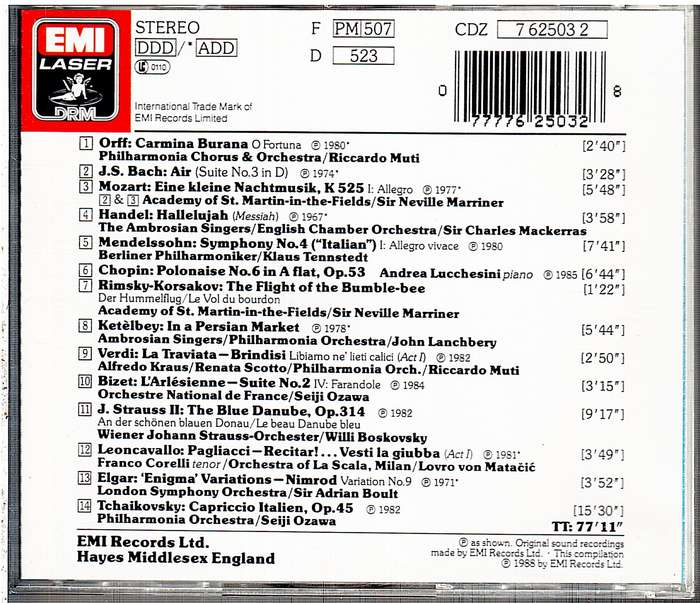 EMI
LASER
DRM
STEREO
DDD/*ADD
LC 0110
International Trade Mark of
EMI Records Limited
F PM 507
D 523
CDZ 7 62503 2
0 77776 25032 8
1 Orff: Carmina Burana O Fortuna ℗ 1980* [2'40"]
Philharmonia Chorus & Orchestra/Riccardo Muti
2 J.S. Bach: Air (Suite No.3 in D) ℗ 1974* [3'28"]
3 Mozart: Eine kleine Nachtmusik, K 525 I: Allegro ℗ 1977* [5'48"]
2 & 3 Academy of St. Martin-in-the-Fields/Sir Neville Marriner
4 Handel: Hallelujah (Messiah) ℗ 1967* [3'58"]
The Ambrosian Singers/English Chamber Orchestra/Sir Charles Mackerras
5 Mendelssohn: Symphony No.4 ("Italian") I: Allegro vivace ℗ 1980 [7'41"]
Berliner Philharmoniker/Klaus Tennstedt
6 Chopin: Polonaise No.6 in A flat, Op.53 Andrea Lucchesini piano ℗ 1985 [6'44"]
7 Rimsky-Korsakov: The Flight of the Bumble-bee [1'22"]
Der Hummelflug/Le Vol du bourdon
Academy of St. Martin-in-the-Fields/Sir Neville Marriner
8 Ketèlbey: In a Persian Market ℗ 1978* [5'44"]
Ambrosian Singers/Philharmonia Orchestra/John Lanchbery
9 Verdi: La Traviata—Brindisi Libiamo ne' lieti calici (Act I) ℗ 1982 [2'50"]
Alfredo Kraus/Renata Scotto/Philharmonia Orch./Riccardo Muti
10 Bizet: L'Arlésienne—Suite No.2 IV: Farandole ℗ 1984 [3'15"]
Orchestre National de France/Seiji Ozawa
11 J. Strauss II: The Blue Danube, Op.314 ℗ 1982 [9'17"]
An der schönen blauen Donau/Le beau Danube bleu
Wiener Johann Strauss-Orchester/Willi Boskovsky
12 Leoncavallo: Pagliacci—Recitar!... Vesti la giubba (Act I) ℗ 1981* [3'49"]
Franco Corelli tenor/Orchestra of La Scala, Milan/Lovro von Matačić
13 Elgar: 'Enigma' Variations—Nimrod Variation No.9 ℗ 1971* [3'52"]
London Symphony Orchestra/Sir Adrian Boult
14 Tchaikovsky: Capriccio Italien, Op.45 ℗ 1982 [15'30"]
Philharmonia Orchestra/Seiji Ozawa TT: 77'11"
EMI Records Ltd.
Hayes Middlesex England
℗ as shown. Original sound recordings
made by EMI Records Ltd. · This compilation
℗ 1988 by EMI Records Ltd.